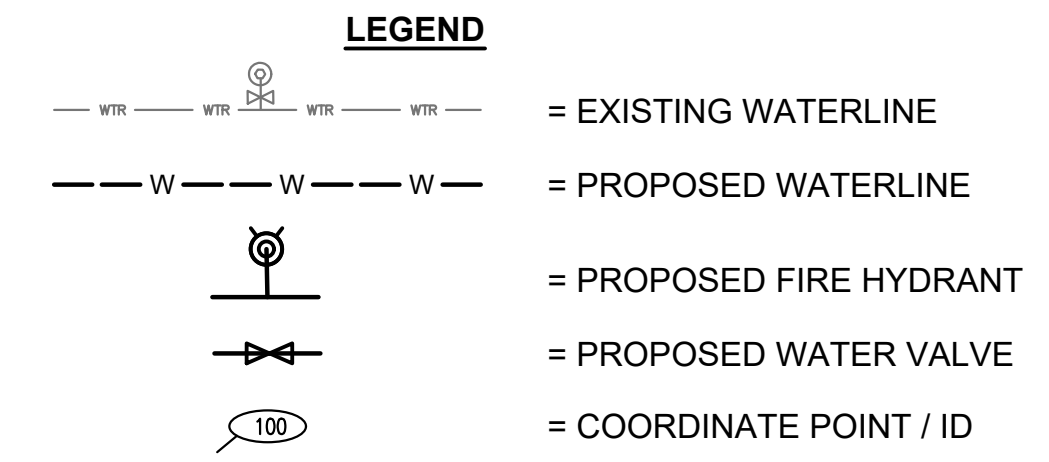 LEGEND
WTR WTR WTR WTR = EXISTING WATERLINE
W W W = PROPOSED WATERLINE
= PROPOSED FIRE HYDRANT
= PROPOSED WATER VALVE
100 = COORDINATE POINT / ID